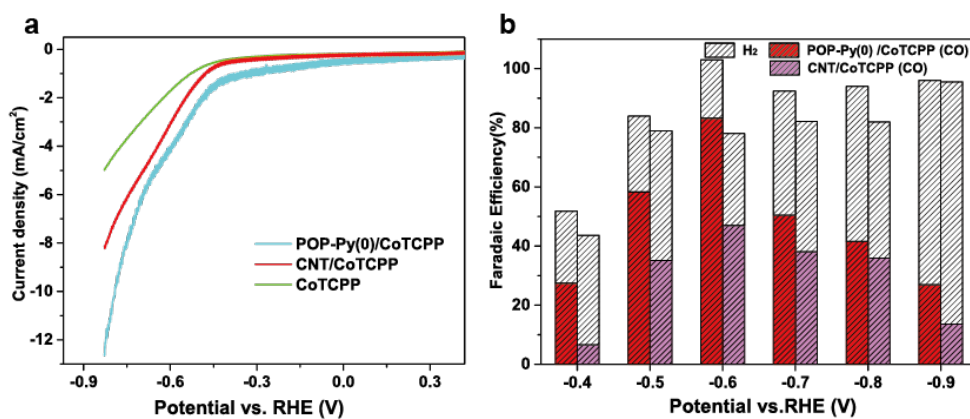 a
Current density (mA/cm²)
0
-2
-4
-6
-8
-10
-12
POP-Py(0)/CoTCPP
CNT/CoTCPP
CoTCPP
-0.9
-0.6
-0.3
0.0
0.3
Potential vs. RHE (V)
b
Faradaic Efficiency(%)
100
80
60
40
20
0
H₂
POP-Py(0) /CoTCPP (CO)
CNT/CoTCPP (CO)
-0.4
-0.5
-0.6
-0.7
-0.8
-0.9
Potential vs.RHE (V)